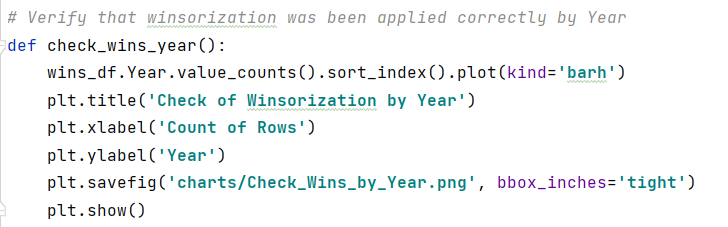 # Verify that winsorization was been applied correctly by Year
def check_wins_year():
    wins_df.Year.value_counts().sort_index().plot(kind='barh')
    plt.title('Check of Winsorization by Year')
    plt.xlabel('Count of Rows')
    plt.ylabel('Year')
    plt.savefig('charts/Check_Wins_by_Year.png', bbox_inches='tight')
    plt.show()